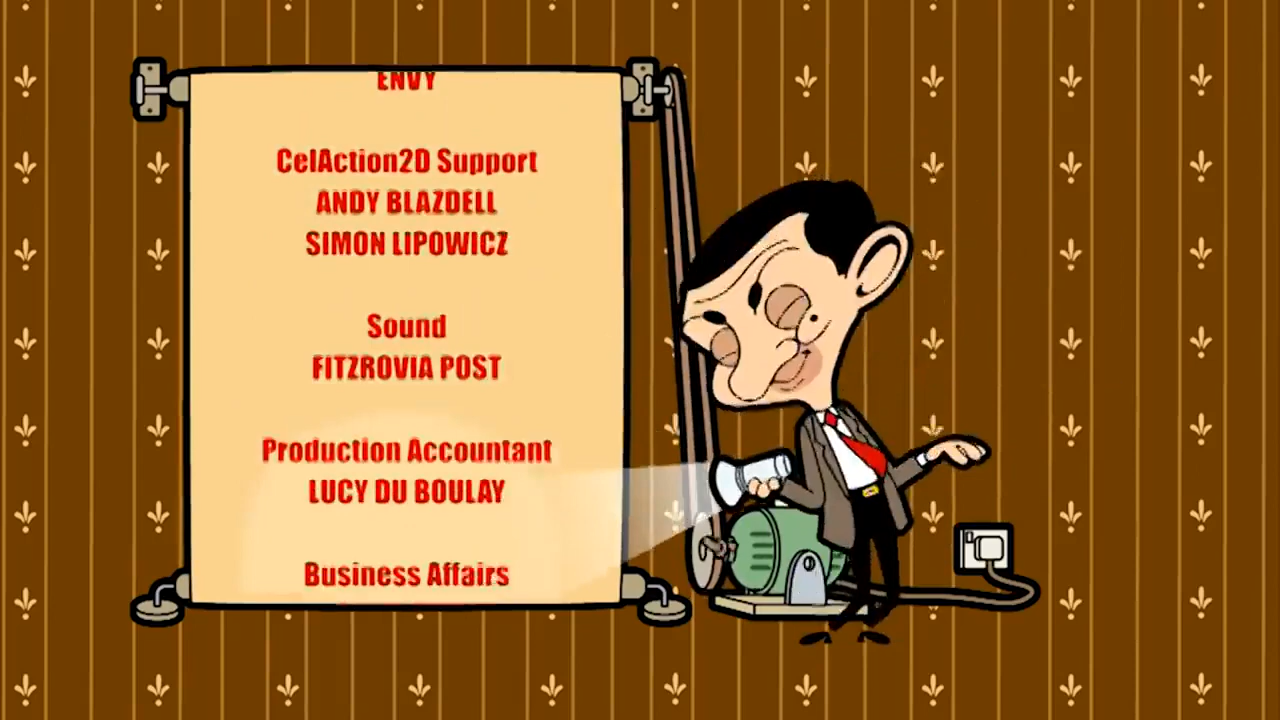 ENVY
CelAction2D Support
ANDY BLAZDELL
SIMON LIPOWICZ
Sound
FITZROVIA POST
Production Accountant
LUCY DU BOULAY
Business Affairs